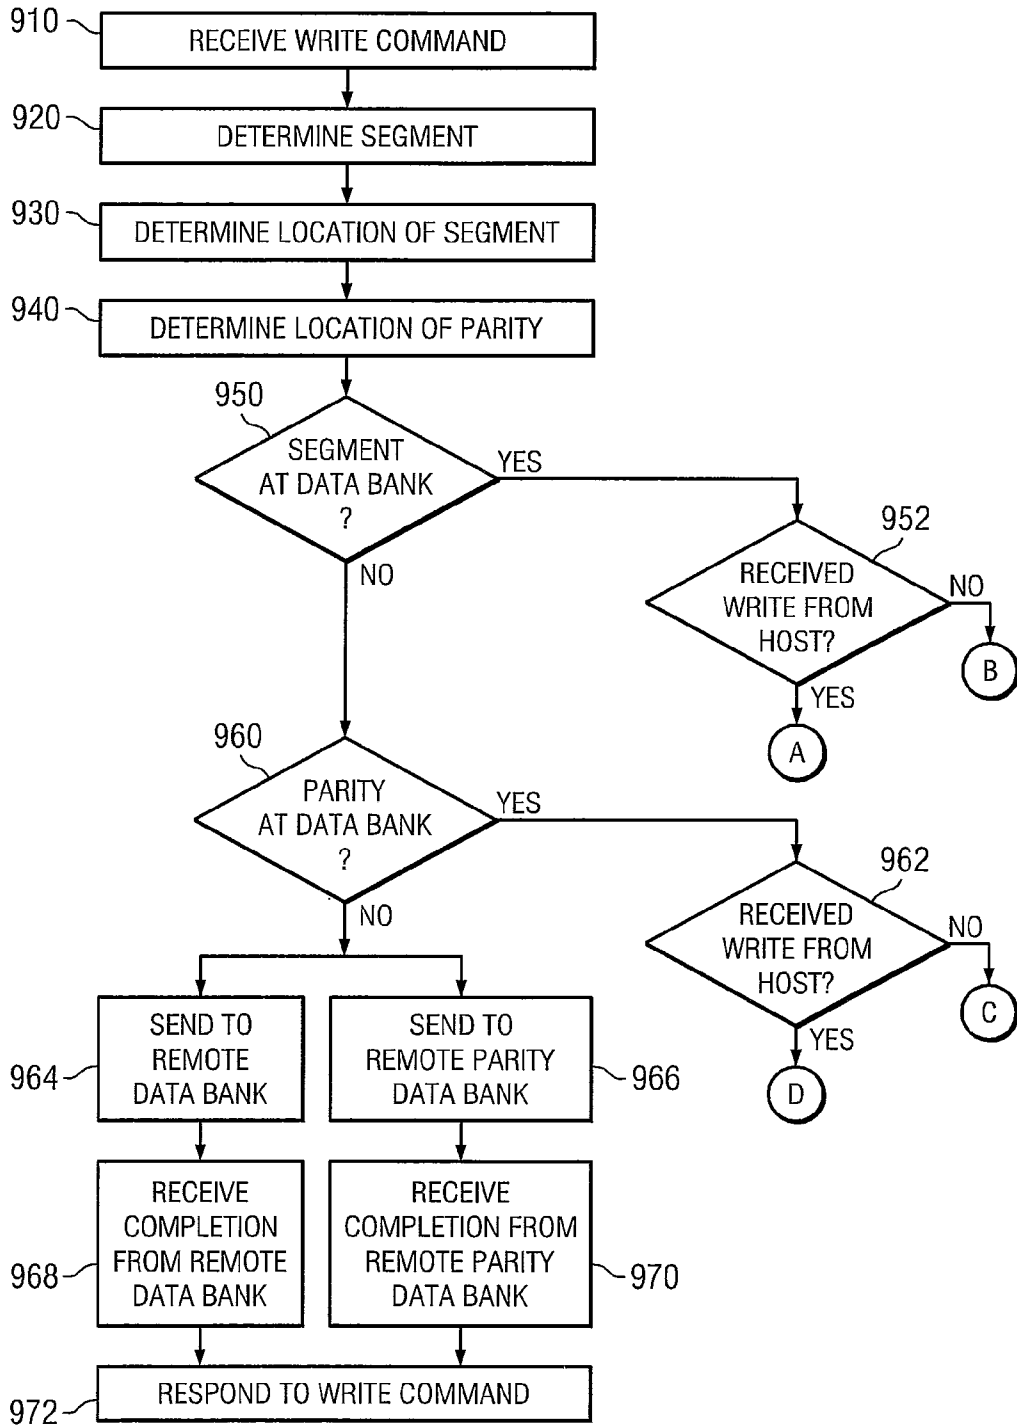 910
RECEIVE WRITE COMMAND
920
DETERMINE SEGMENT
930
DETERMINE LOCATION OF SEGMENT
940
DETERMINE LOCATION OF PARITY
950
SEGMENT
AT DATA BANK
?
YES
NO
952
RECEIVED
WRITE FROM
HOST?
NO
B
YES
A
960
PARITY
AT DATA BANK
?
YES
NO
962
RECEIVED
WRITE FROM
HOST?
NO
C
YES
D
964
SEND TO
REMOTE
DATA BANK
SEND TO
REMOTE PARITY
DATA BANK
966
968
RECEIVE
COMPLETION
FROM REMOTE
DATA BANK
RECEIVE
COMPLETION FROM
REMOTE PARITY
DATA BANK
970
972
RESPOND TO WRITE COMMAND